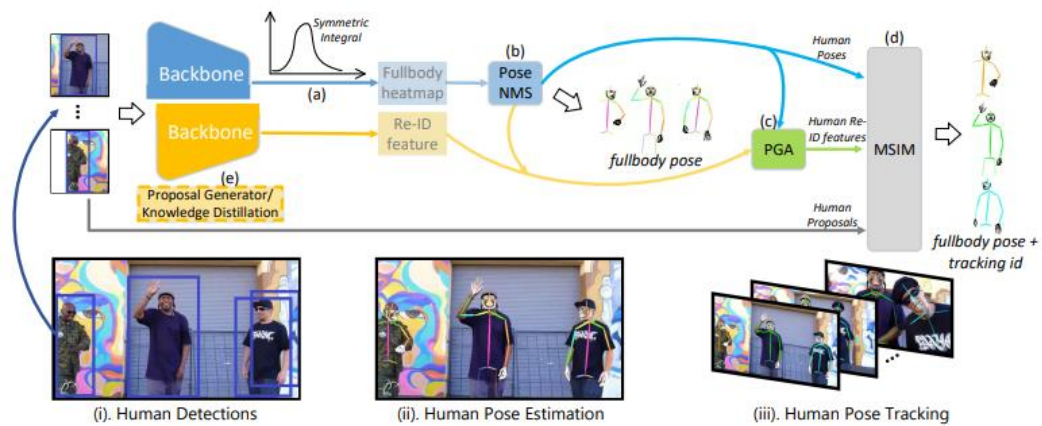 Symmetric
Integral
(a)
Backbone
Backbone
(e)
Proposal Generator/
Knowledge Distillation
Fullbody
heatmap
Re-ID
feature
(b)
Pose
NMS
fullbody pose
(c)
PGA
Human
Poses
Human Re-
ID features
Human
Proposals
(d)
MSIM
fullbody pose +
tracking id
(i). Human Detections
(ii). Human Pose Estimation
(iii). Human Pose Tracking